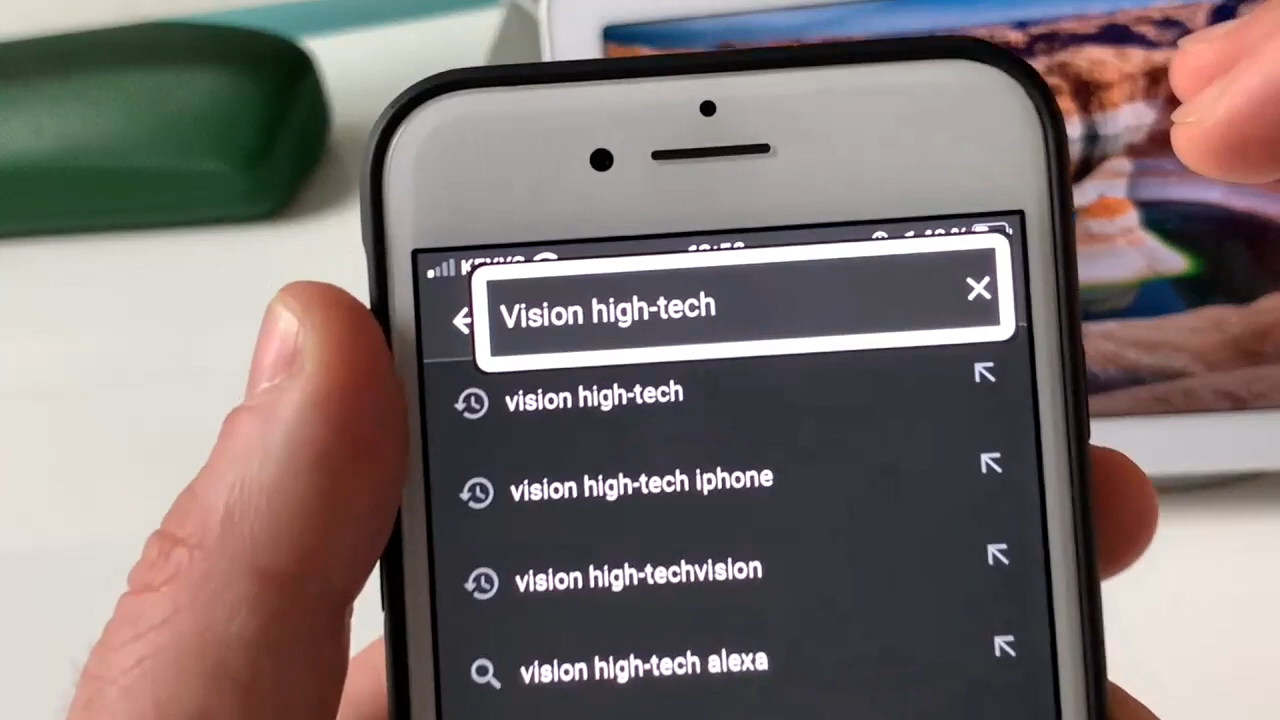 Vision high-tech
vision high-tech
vision high-tech iphone
vision high-techvision
vision high-tech alexa